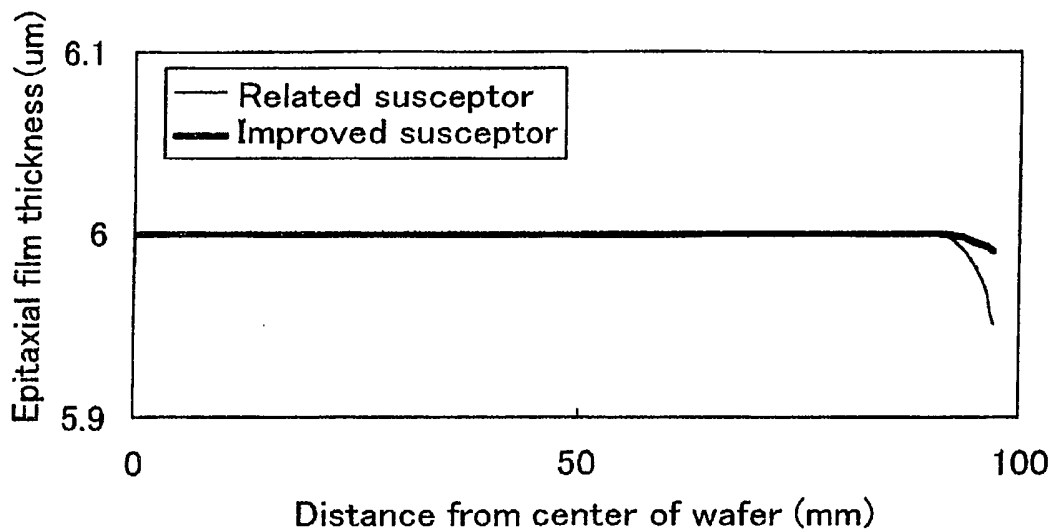 Epitaxial film thickness(um)
6.1
Related susceptor
Improved susceptor
6
5.9
0
50
100
Distance from center of wafer (mm)